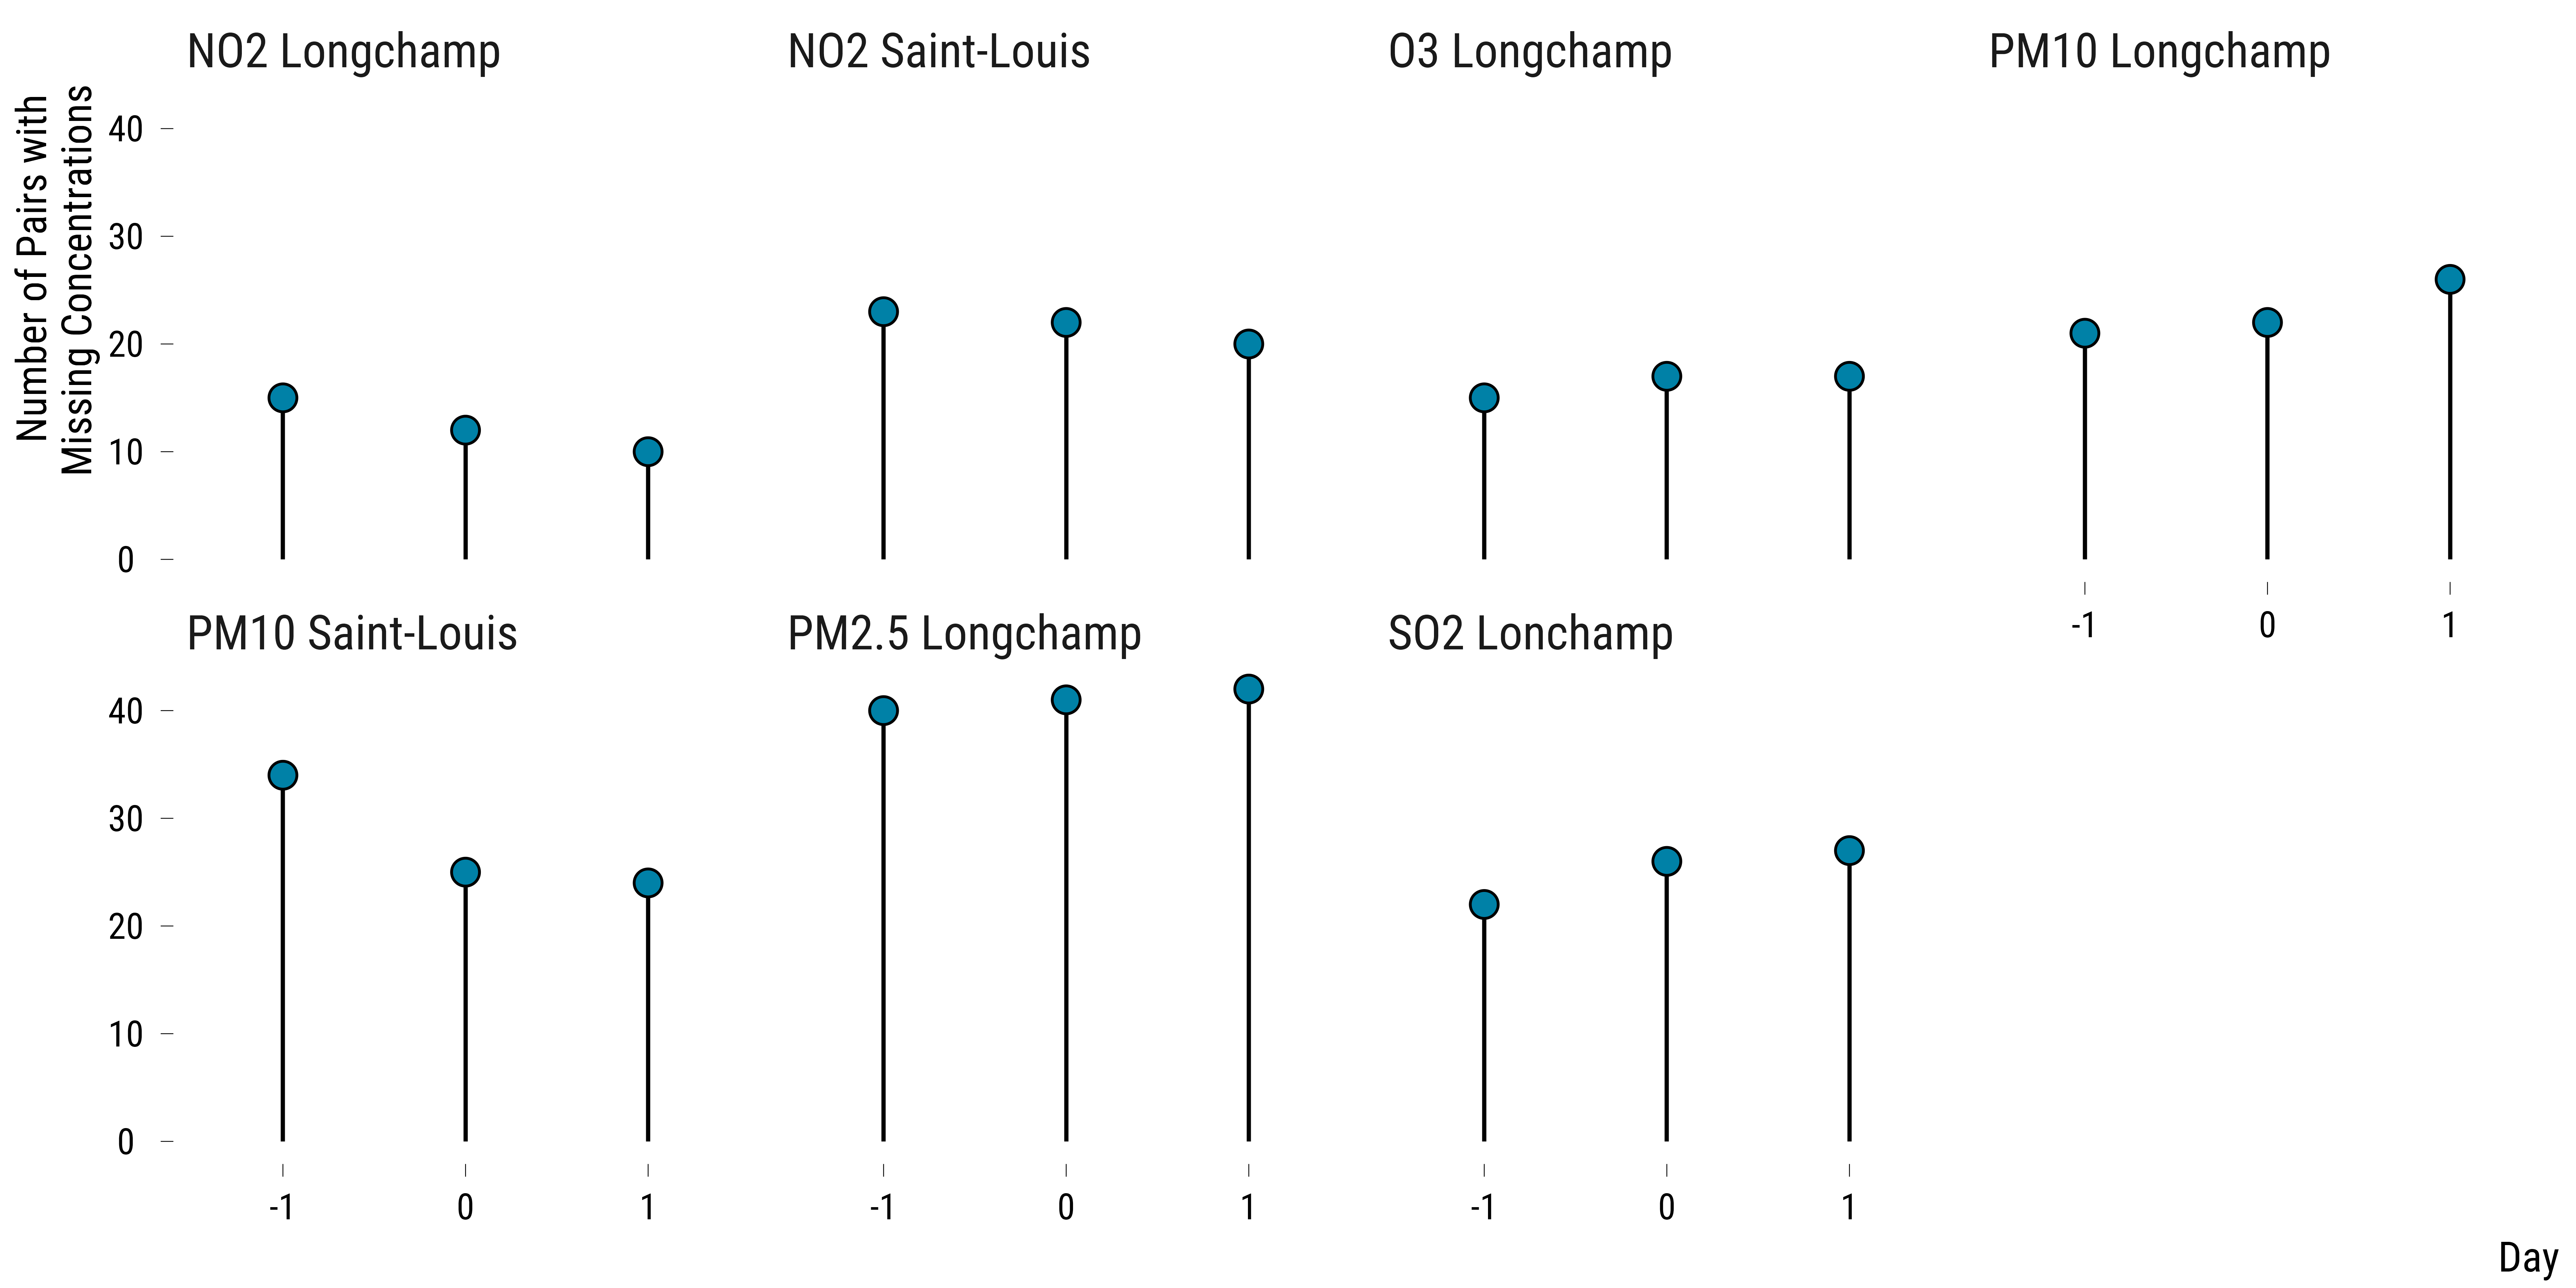 NO2 Longchamp
NO2 Saint-Louis
O3 Longchamp
PM10 Longchamp
Number of Pairs with
Missing Concentrations
40
30
20
10
0
-1
0
1
PM10 Saint-Louis
PM2.5 Longchamp
SO2 Lonchamp
40
30
20
10
0
-1
0
1
-1
0
1
-1
0
1
Day